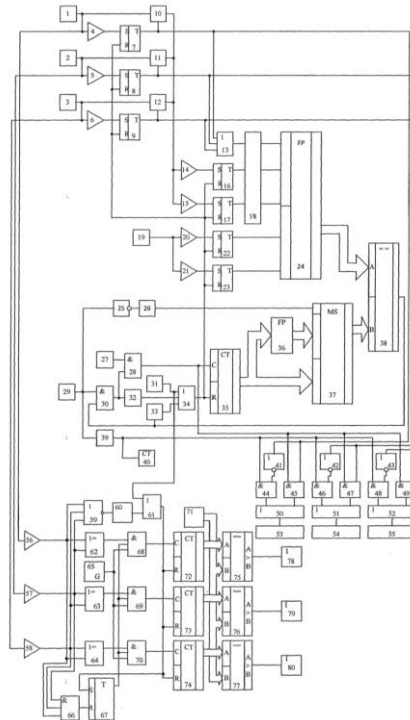 1
10
4
S T
R
7
2
11
5
S T
R
8
3
12
6
S T
R
9
1
13
FP
24
14
S T
R
16
18
15
S T
R
17
19
20
S T
R
22
21
S T
R
23
A
B
38
25
26
MS
37
FP
36
27
&
28
C CT
R
35
29
&
30
31
32
1
34
33
39
CT
40
1
41
1
42
1
43
&
44
&
45
&
46
&
47
&
48
&
49
1
50
1
51
1
52
53
54
55
56
1
59
60
1
61
71
1=
62
&
68
C CT
R
72
A
B
A>B
75
1
78
65
G
57
1=
63
&
69
C CT
R
73
A
B
A>B
76
1
79
58
1=
64
&
70
C CT
R
74
A
B
A>B
77
1
80
&
66
S T
R
67